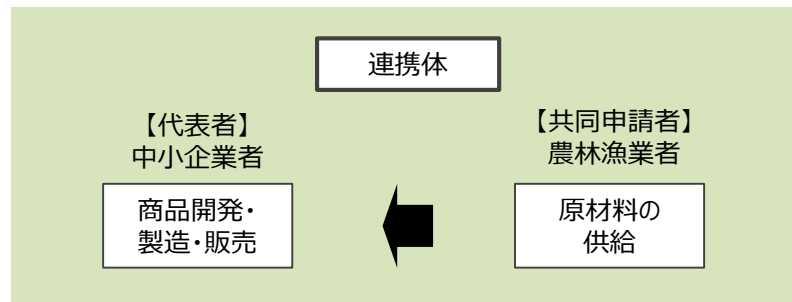 連携体
【代表者】
中小企業者
商品開発・
製造・販売
【共同申請者】
農林漁業者
原材料の
供給